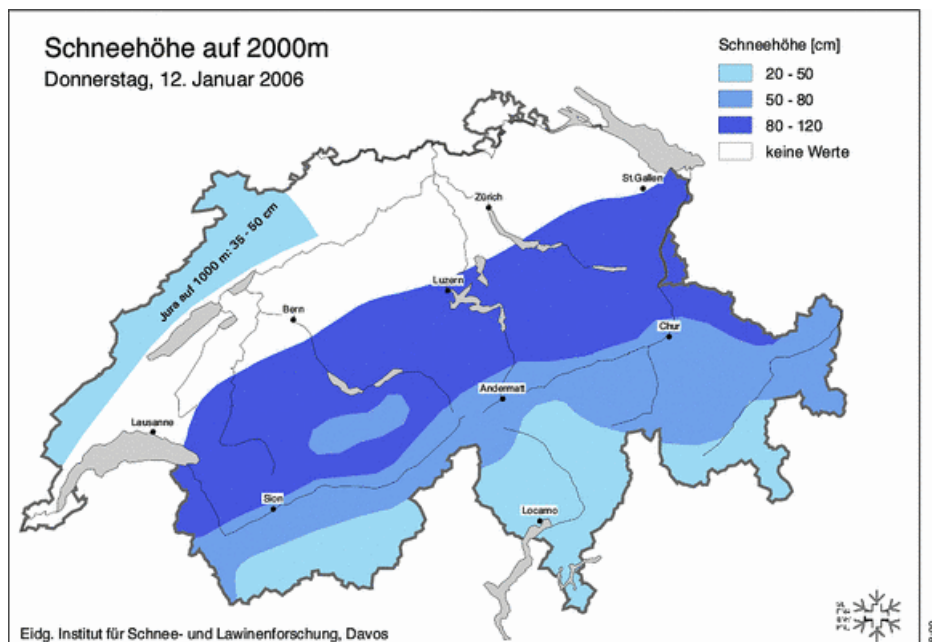 Schneehöhe auf 2000m
Donnerstag, 12. Januar 2006
Schneehöhe [cm]
20 - 50
50 - 80
80 - 120
keine Werte
St.Gallen
Zürich
Jura auf 1000 m: 35 - 50 cm
Luzern
Bern
Chur
Andermatt
Lausanne
Sion
Locarno
Eidg. Institut für Schnee- und Lawinenforschung, Davos